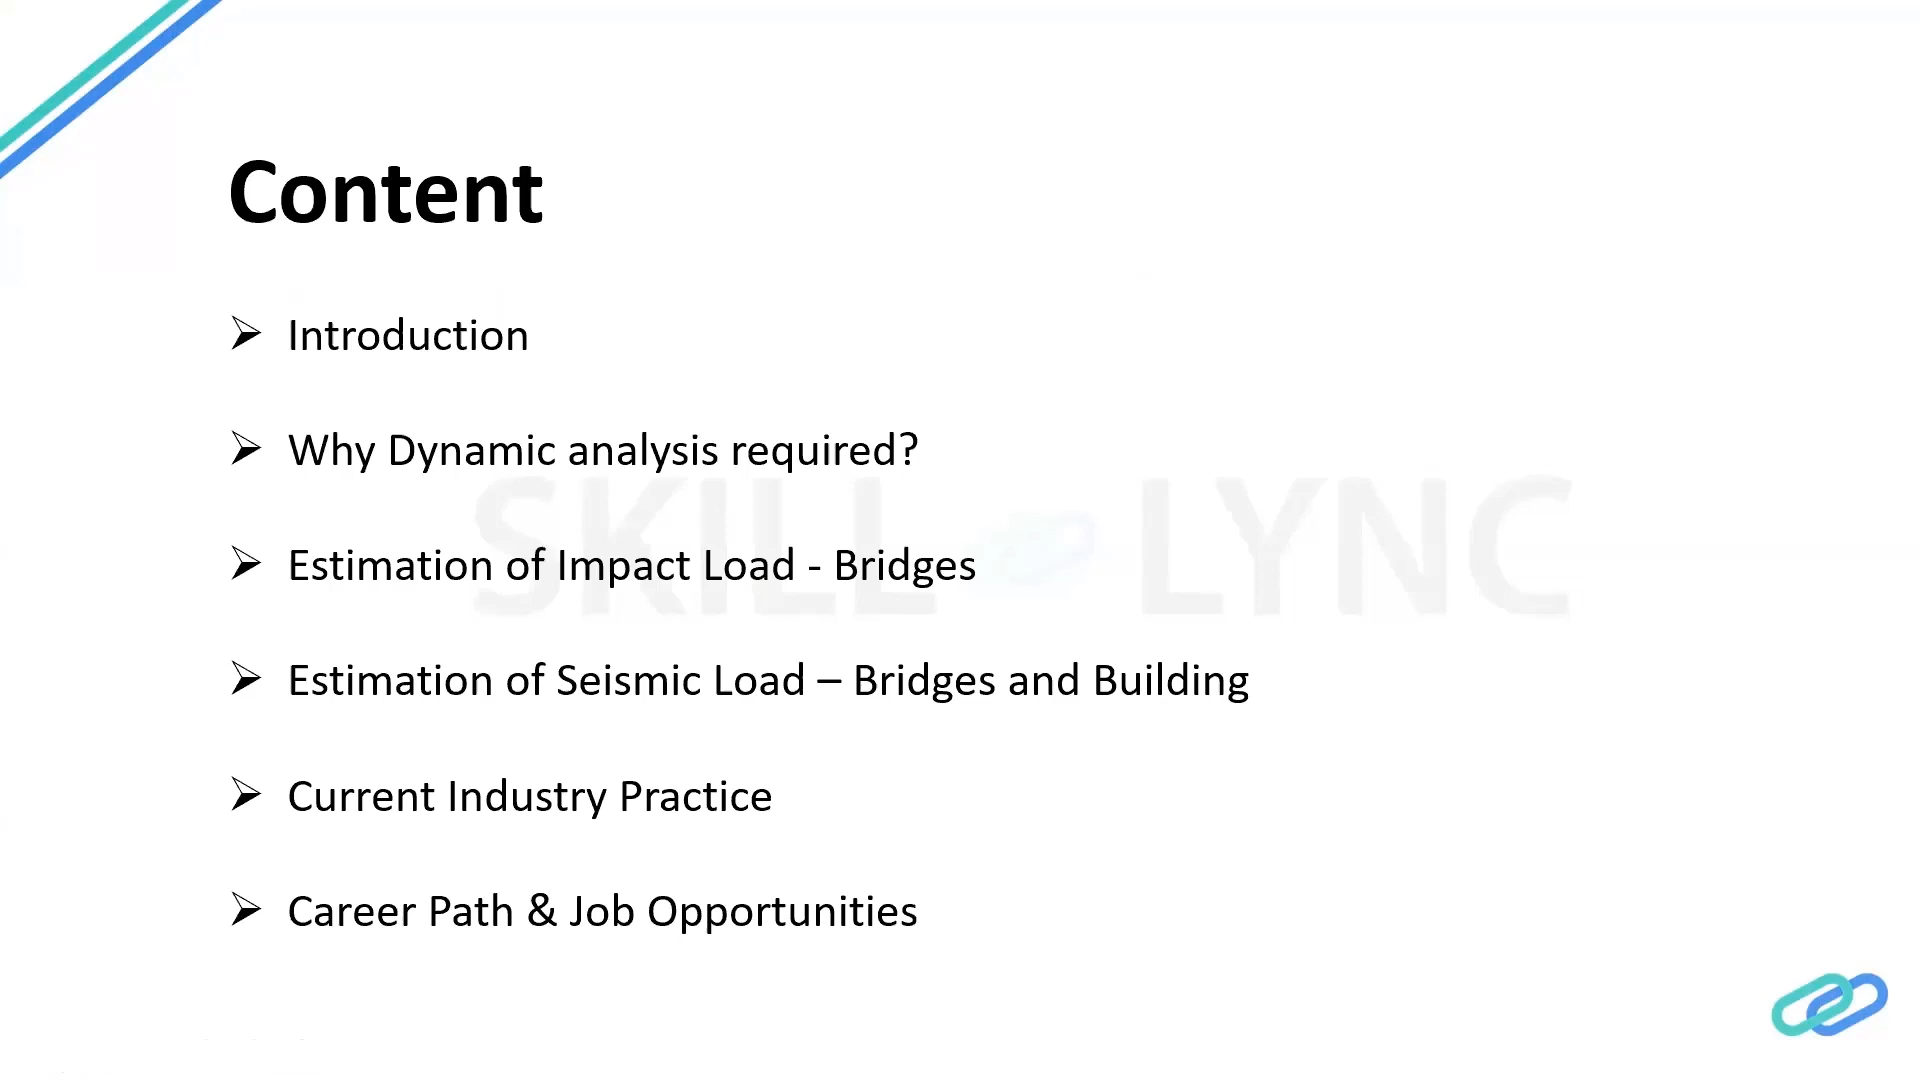 Content
Introduction
Why Dynamic analysis required?
Estimation of Impact Load - Bridges
SKILL LYNC
Estimation of Seismic Load – Bridges and Building
Current Industry Practice
Career Path & Job Opportunities